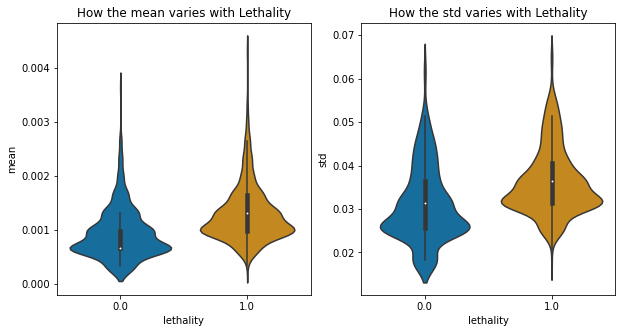 How the mean varies with Lethality
mean
0.004
0.003
0.002
0.001
0.000
0.0
1.0
lethality
How the std varies with Lethality
std
0.07
0.06
0.05
0.04
0.03
0.02
0.0
1.0
lethality